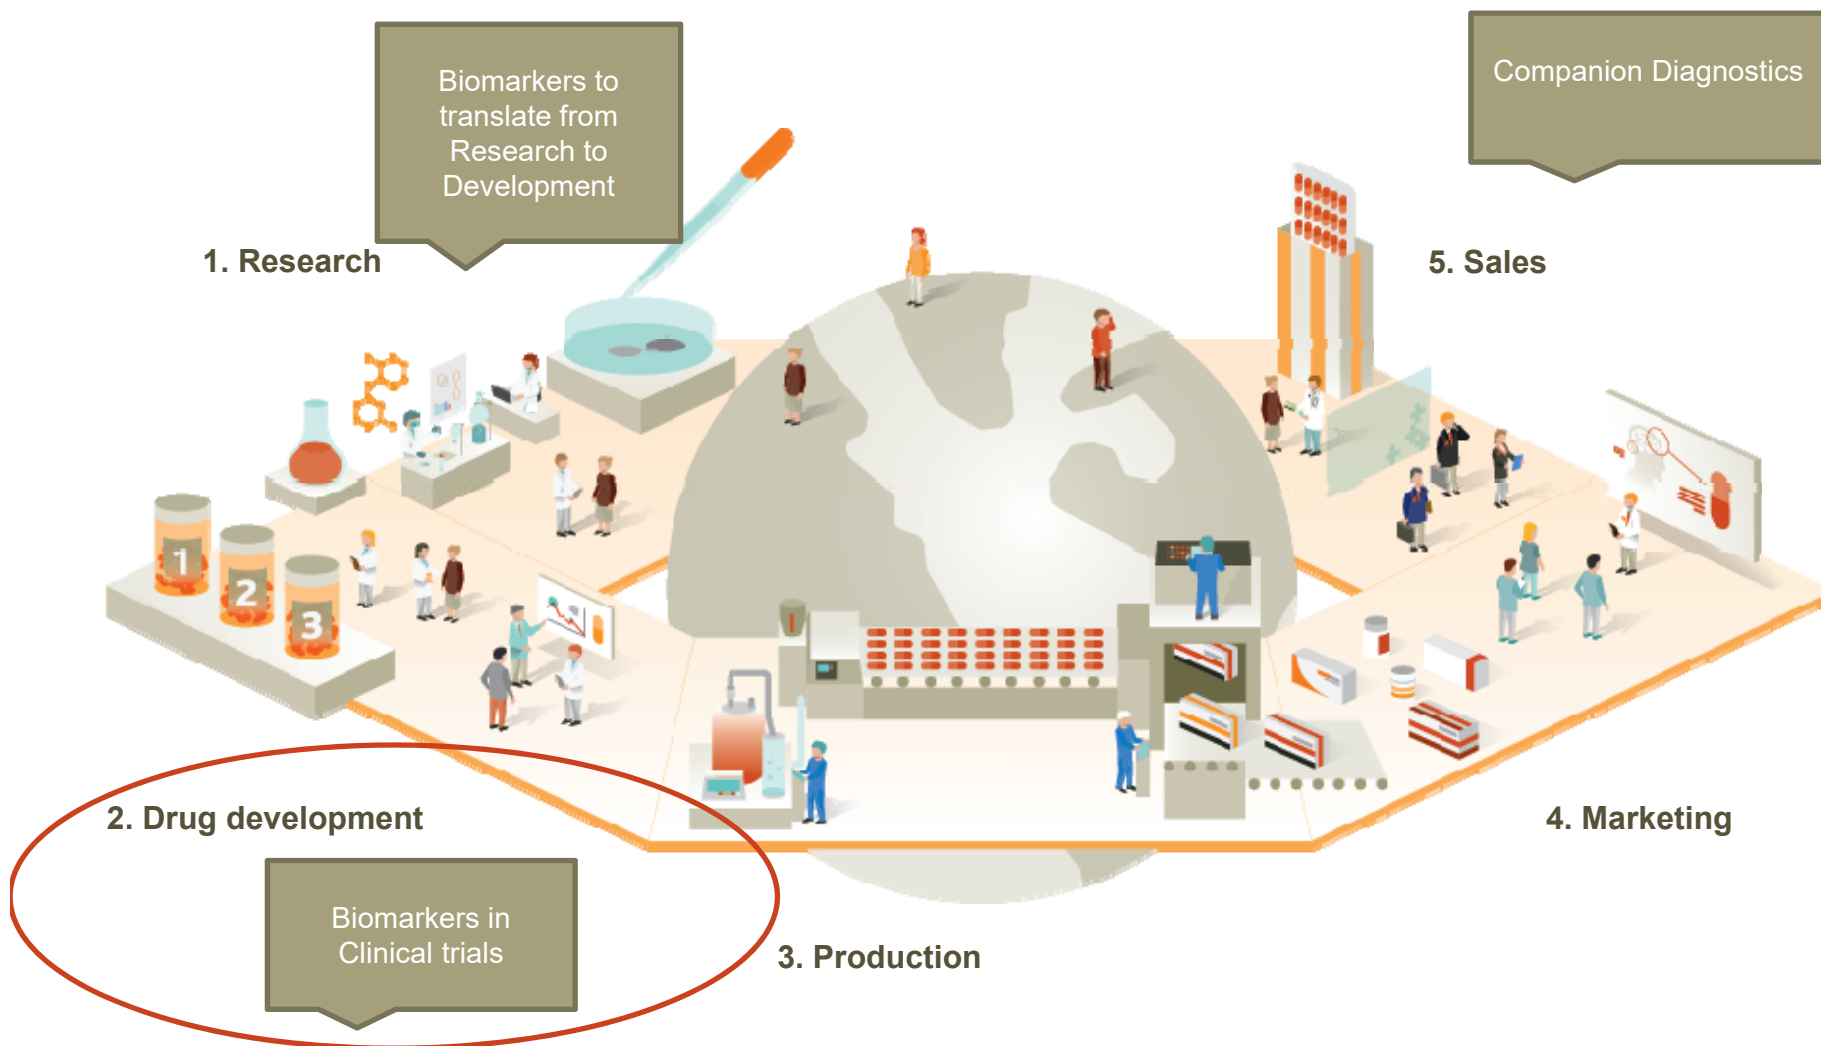 Biomarkers to
translate from
Research to
Development
Companion Diagnostics
1. Research
5. Sales
1
2
3
2. Drug development
4. Marketing
Biomarkers in
Clinical trials
3. Production